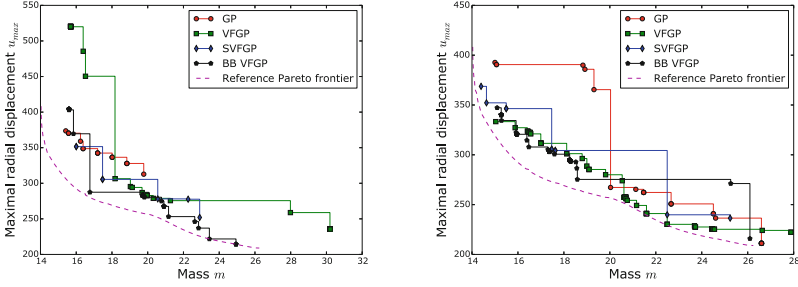 Maximal radial displacement u_max
550
500
450
400
350
300
250
200
14 16 18 20 22 24 26 28 30 32
Mass m
GP
VFGP
SVFGP
BB VFGP
Reference Pareto frontier
Maximal radial displacement u_max
450
400
350
300
250
200
14 16 18 20 22 24 26 28
Mass m
GP
VFGP
SVFGP
BB VFGP
Reference Pareto frontier